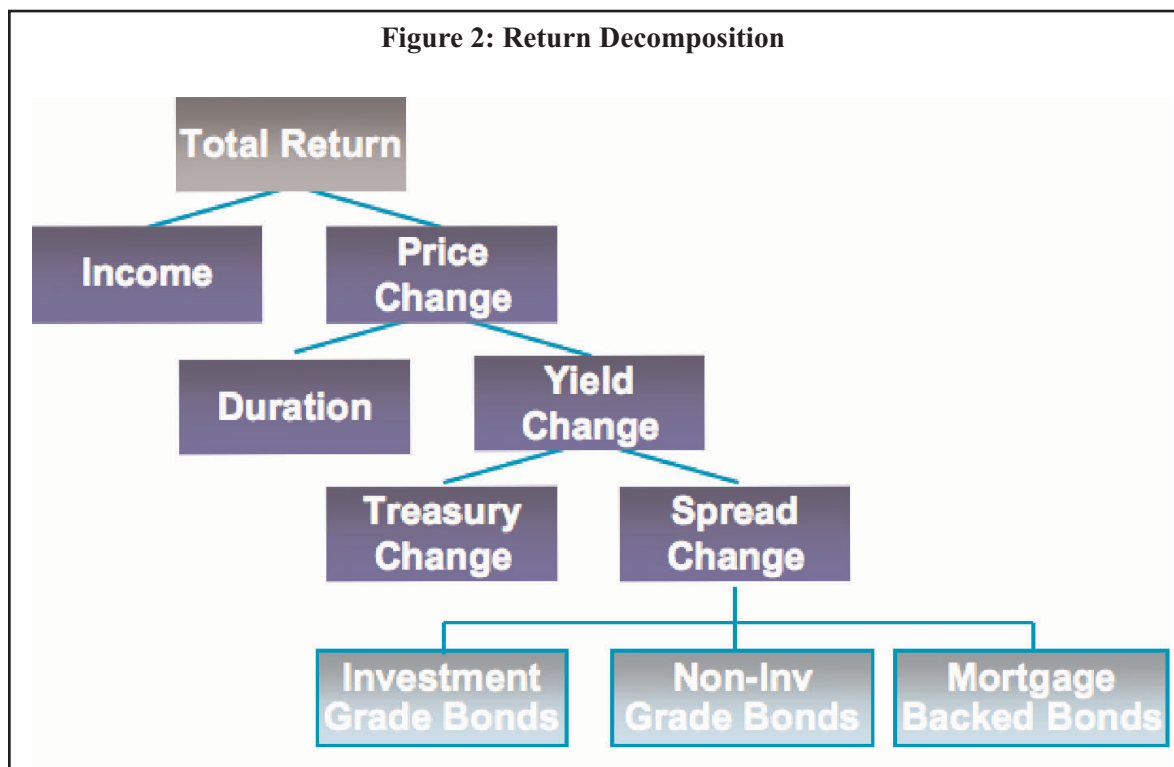 Figure 2: Return Decomposition
Total Return
Income
Price
Change
Duration
Yield
Change
Treasury
Change
Spread
Change
Investment
Grade Bonds
Non-Inv
Grade Bonds
Mortgage
Backed Bonds